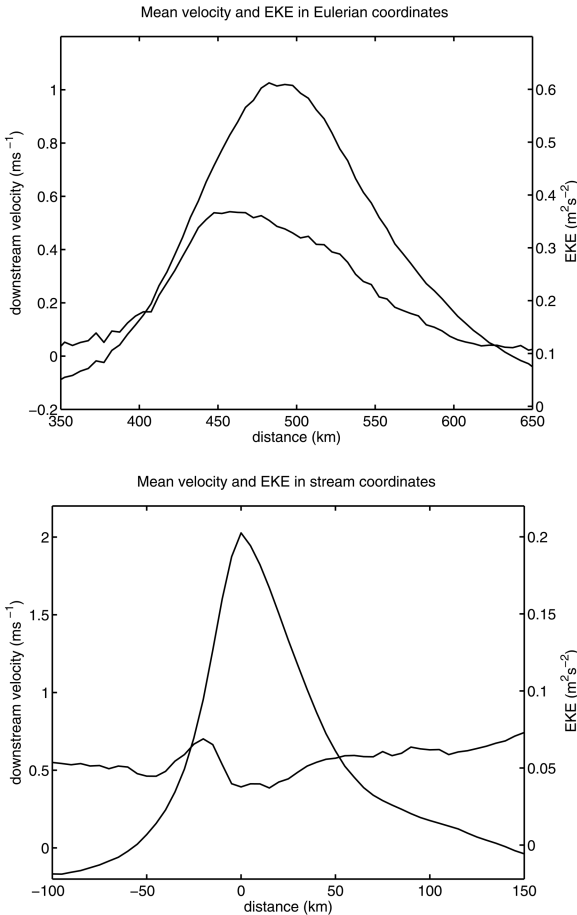 Mean velocity and EKE in Eulerian coordinates
1
0.8
0.6
0.4
0.2
0
−0.2
downstream velocity (ms −1)
0.6
0.5
0.4
0.3
0.2
0.1
0
EKE (m2s−2)
350 400 450 500 550 600 650
distance (km)
Mean velocity and EKE in stream coordinates
2
1.5
1
0.5
0
downstream velocity (ms −1)
0.2
0.15
0.1
0.05
0
EKE (m2s−2)
−100 −50 0 50 100 150
distance (km)